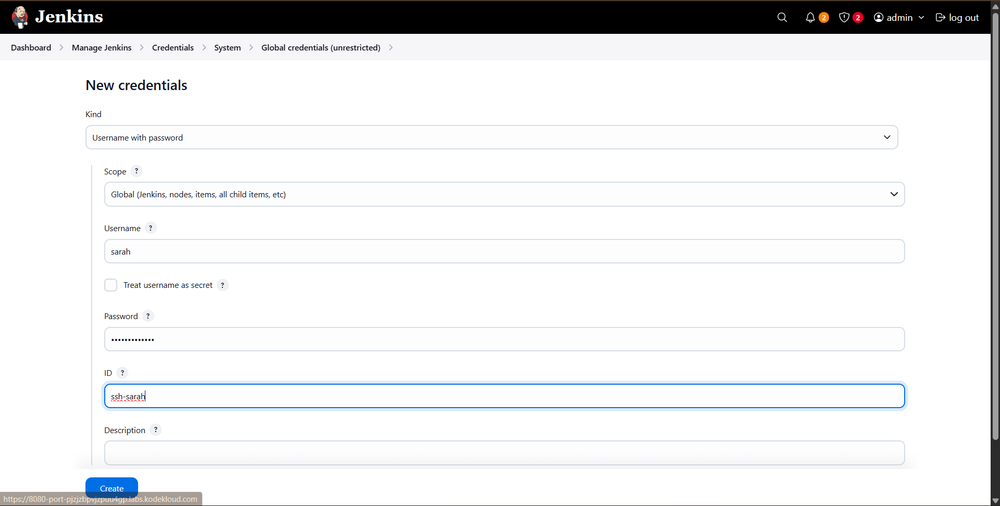 Jenkins
2
2
admin
log out
Dashboard
Manage Jenkins
Credentials
System
Global credentials (unrestricted)
New credentials
Kind
Username with password
Scope ?
Global (Jenkins, nodes, items, all child items, etc)
Username ?
sarah
Treat username as secret ?
Password ?
•••••••••••••
ID ?
ssh-sarah
Description ?
Create
https://8080-port-pjzjzbpvjzpuu4gp.labs.kodekloud.com